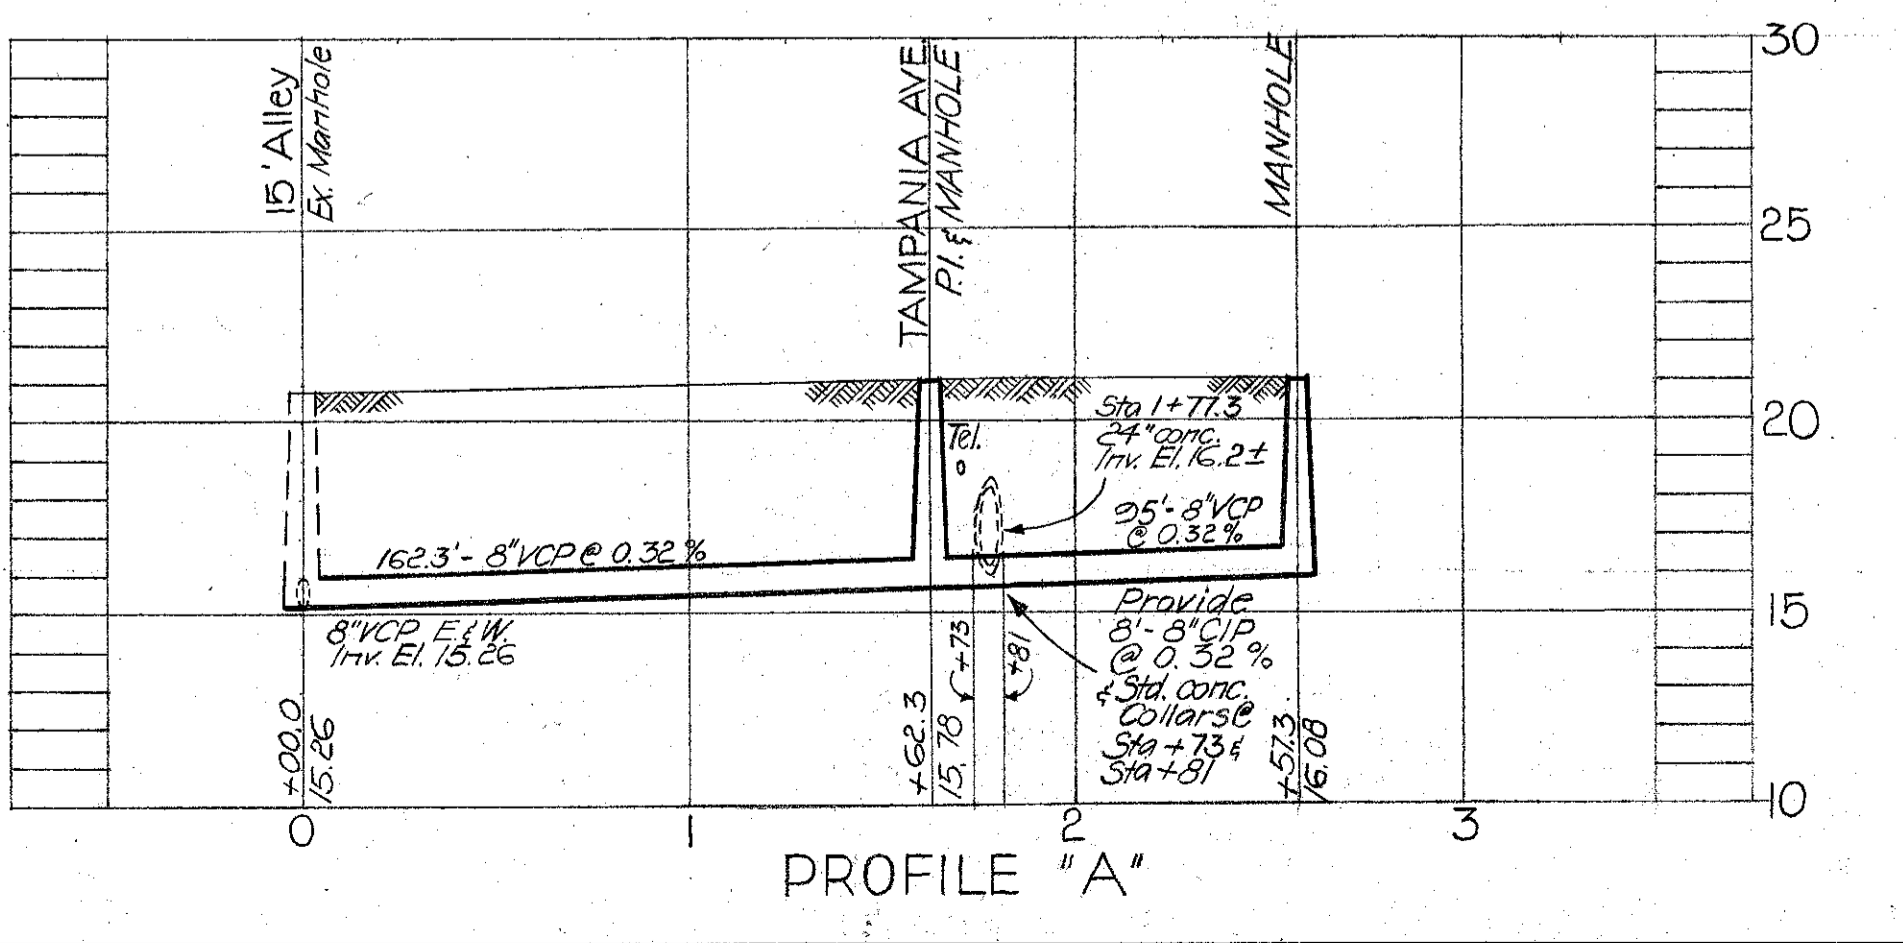 15' Alley
Ex. Manhole
TAMPANIA AVE.
P.I. & MANHOLE
MANHOLE
30
25
20
15
10
Sta 1+77.3
24" conc.
Inv. El. 16.2±
Tel.
95'- 8" VCP
@ 0.32%
162.3'- 8" VCP @ 0.32%
8" VCP E. & W.
Inv. El. 15.26
Provide
8'- 8" CIP
@ 0.32%
& Std. conc.
Collars @
Sta +73 &
Sta +81
+73
+81
+00.0
15.26
+62.3
15.78
+57.3
16.08
0
1
2
3
PROFILE "A"